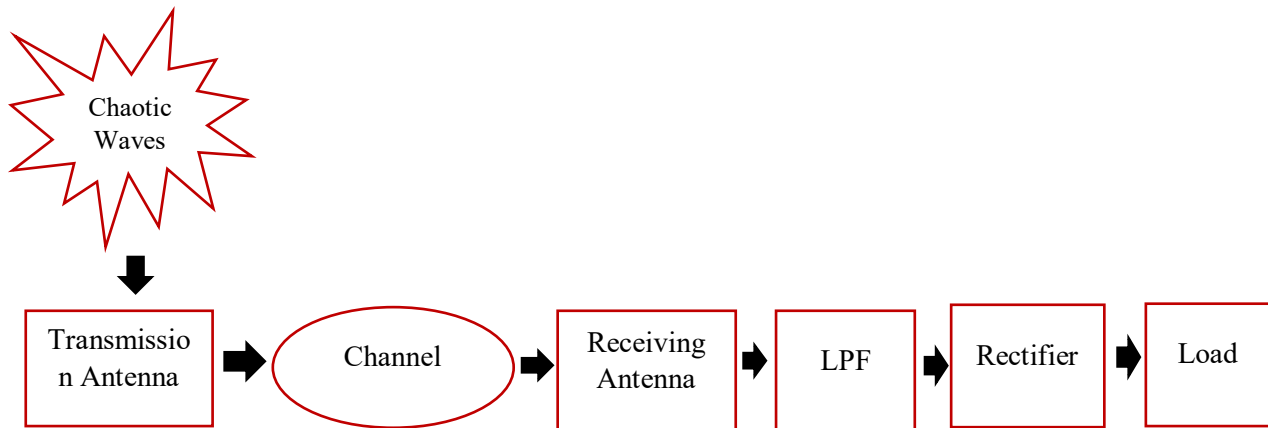 Chaotic
Waves
Transmissio
n Antenna
Channel
Receiving
Antenna
LPF
Rectifier
Load